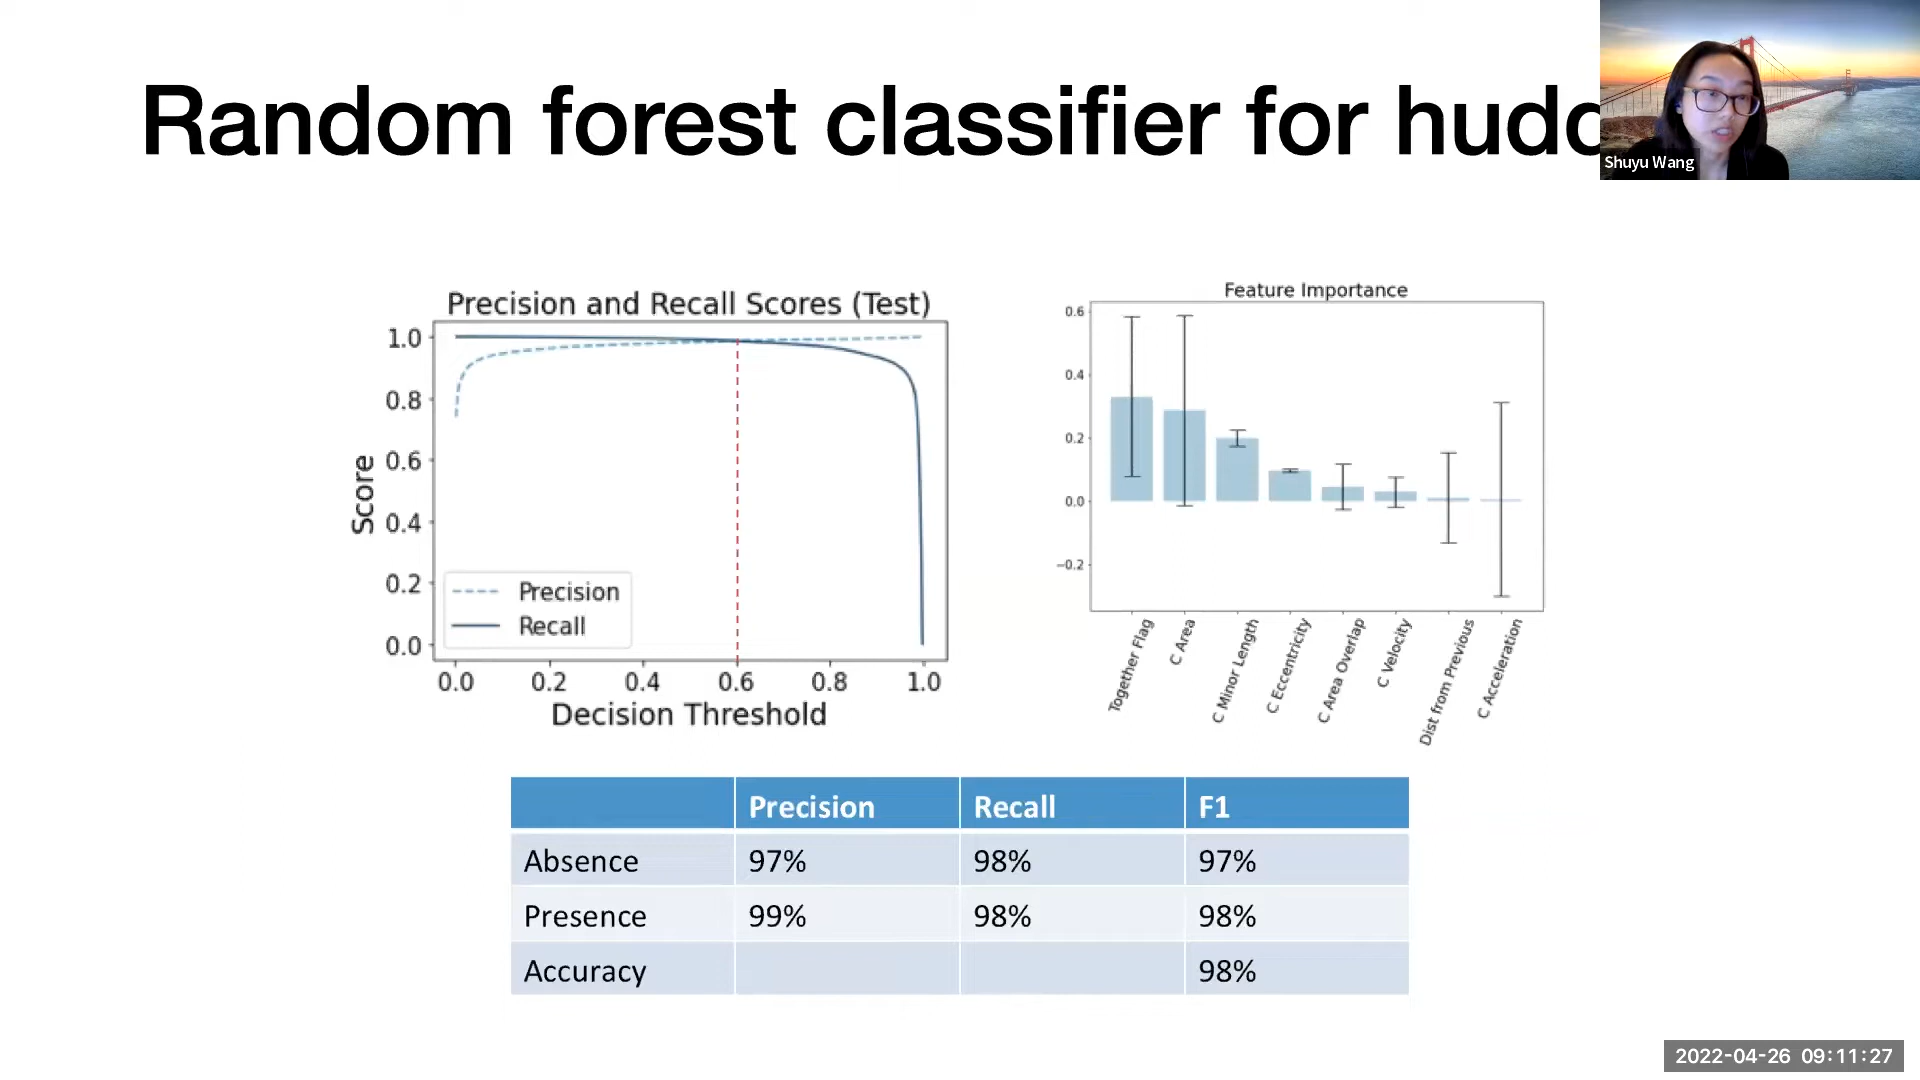 Random forest classifier for hudd
Shuyu Wang
Precision and Recall Scores (Test)
1.0
0.8
0.6
0.4
0.2
0.0
Score
Precision
Recall
0.0 0.2 0.4 0.6 0.8 1.0
Decision Threshold
Feature Importance
0.6
0.4
0.2
0.0
−0.2
Together Flag
C Area
C Minor Length
C Eccentricity
C Area Overlap
C Velocity
Dist from Previous
C Acceleration
Precision Recall F1
Absence 97% 98% 97%
Presence 99% 98% 98%
Accuracy 98%
2022-04-26 09:11:27